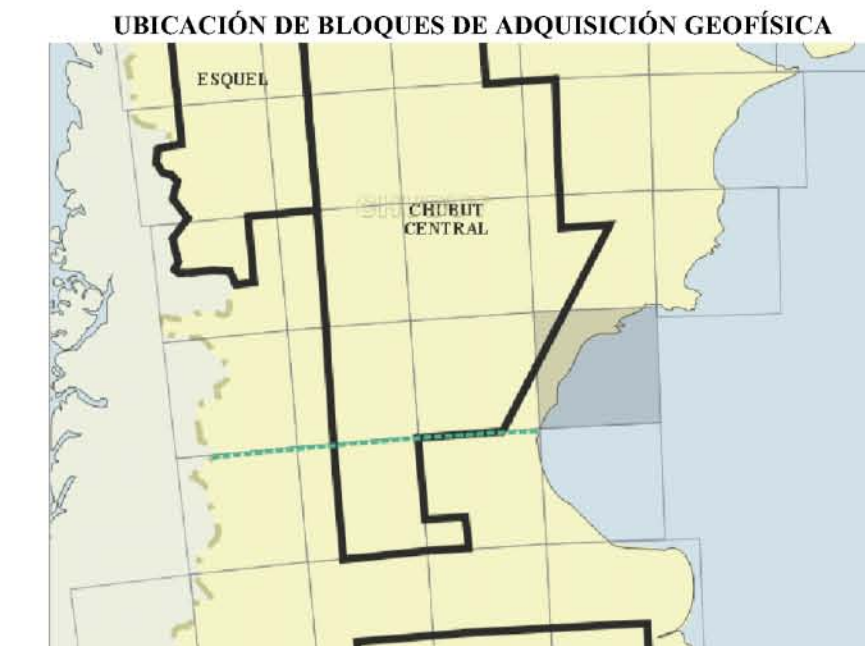 UBICACIÓN DE BLOQUES DE ADQUISICIÓN GEOFÍSICA
ESQUEL
CHUBUT
CENTRAL